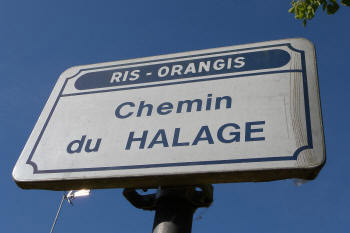 RIS - ORANGIS
Chemin
du HALAGE